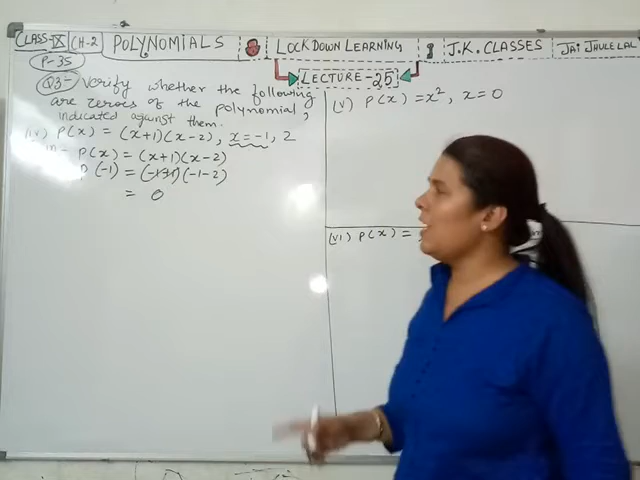 CLASS-IX CH-2 POLYNOMIALS 8 LOCKDOWN LEARNING J.K. CLASSES JAI JHULE LAL
P-35 LECTURE-25
Q3- Verify whether the following
are zeroes of the polynomial,
indicated against them.
(iv) P(x) = (x+1)(x-2), x=-1, 2
P(x) = (x+1)(x-2)
P(-1) = (-1+1)(-1-2)
= 0
(v) P(x) = x², x=0
(vi) P(x) =